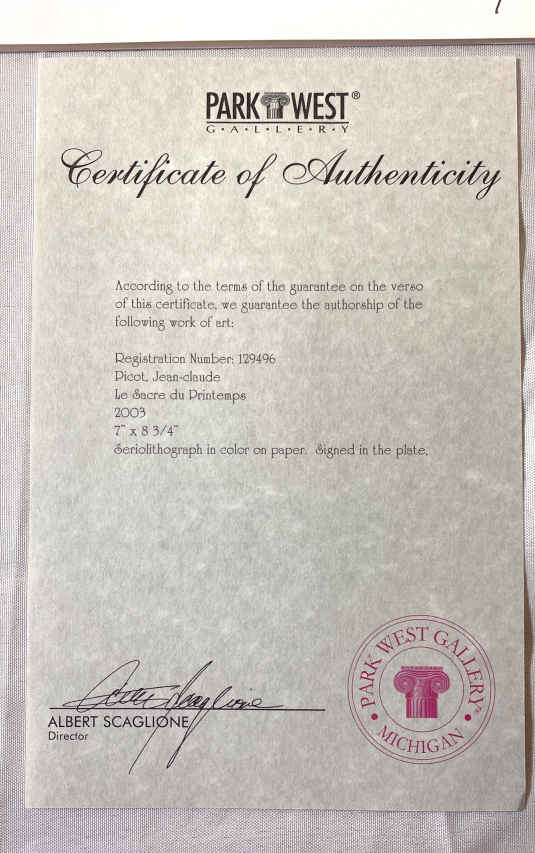 PARK WEST®
G·A·L·L·E·R·Y
Certificate of Authenticity
According to the terms of the guarantee on the verso
of this certificate, we guarantee the authorship of the
following work of art:
Registration Number: 129496
Picot, Jean-claude
Le Sacre du Printemps
2003
7" x 8 3/4"
Seriolithograph in color on paper. Signed in the plate.
Albert Scaglione
ALBERT SCAGLIONE
Director
PARK WEST GALLERY®
• MICHIGAN •